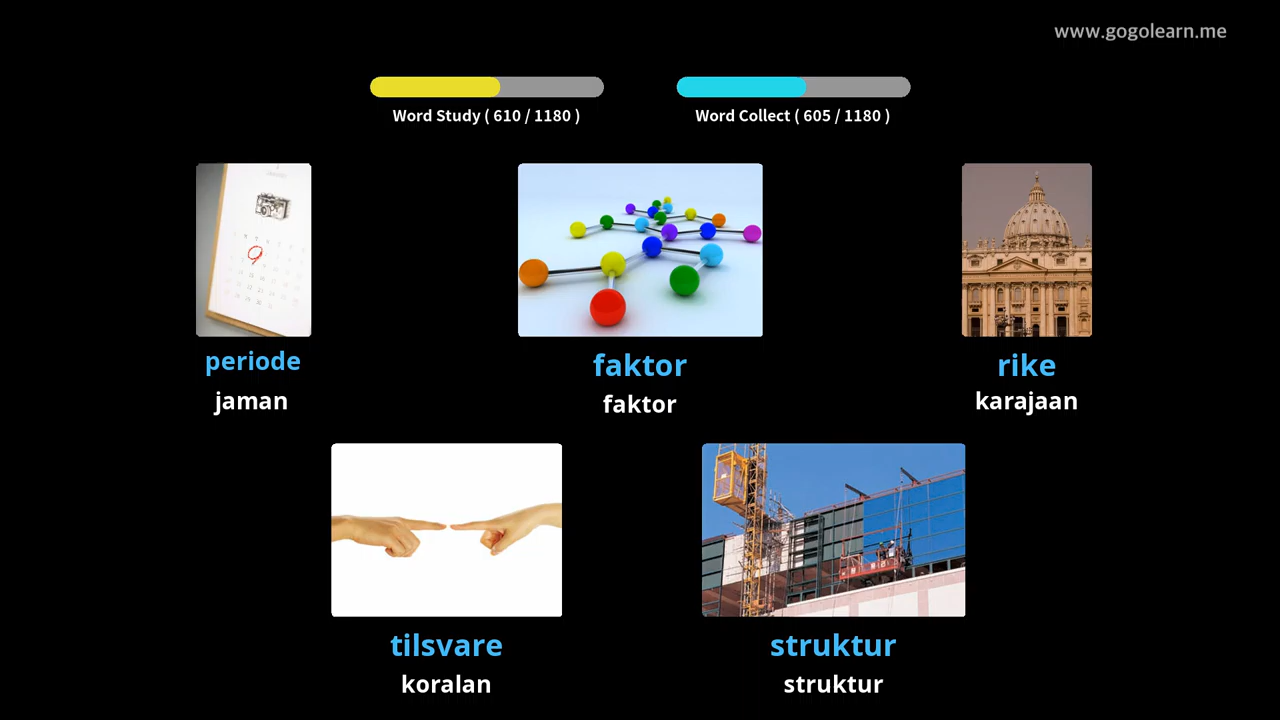 www.gogolearn.me
Word Study ( 610 / 1180 )
Word Collect ( 605 / 1180 )
periode
jaman
faktor
faktor
rike
karajaan
tilsvare
koralan
struktur
struktur